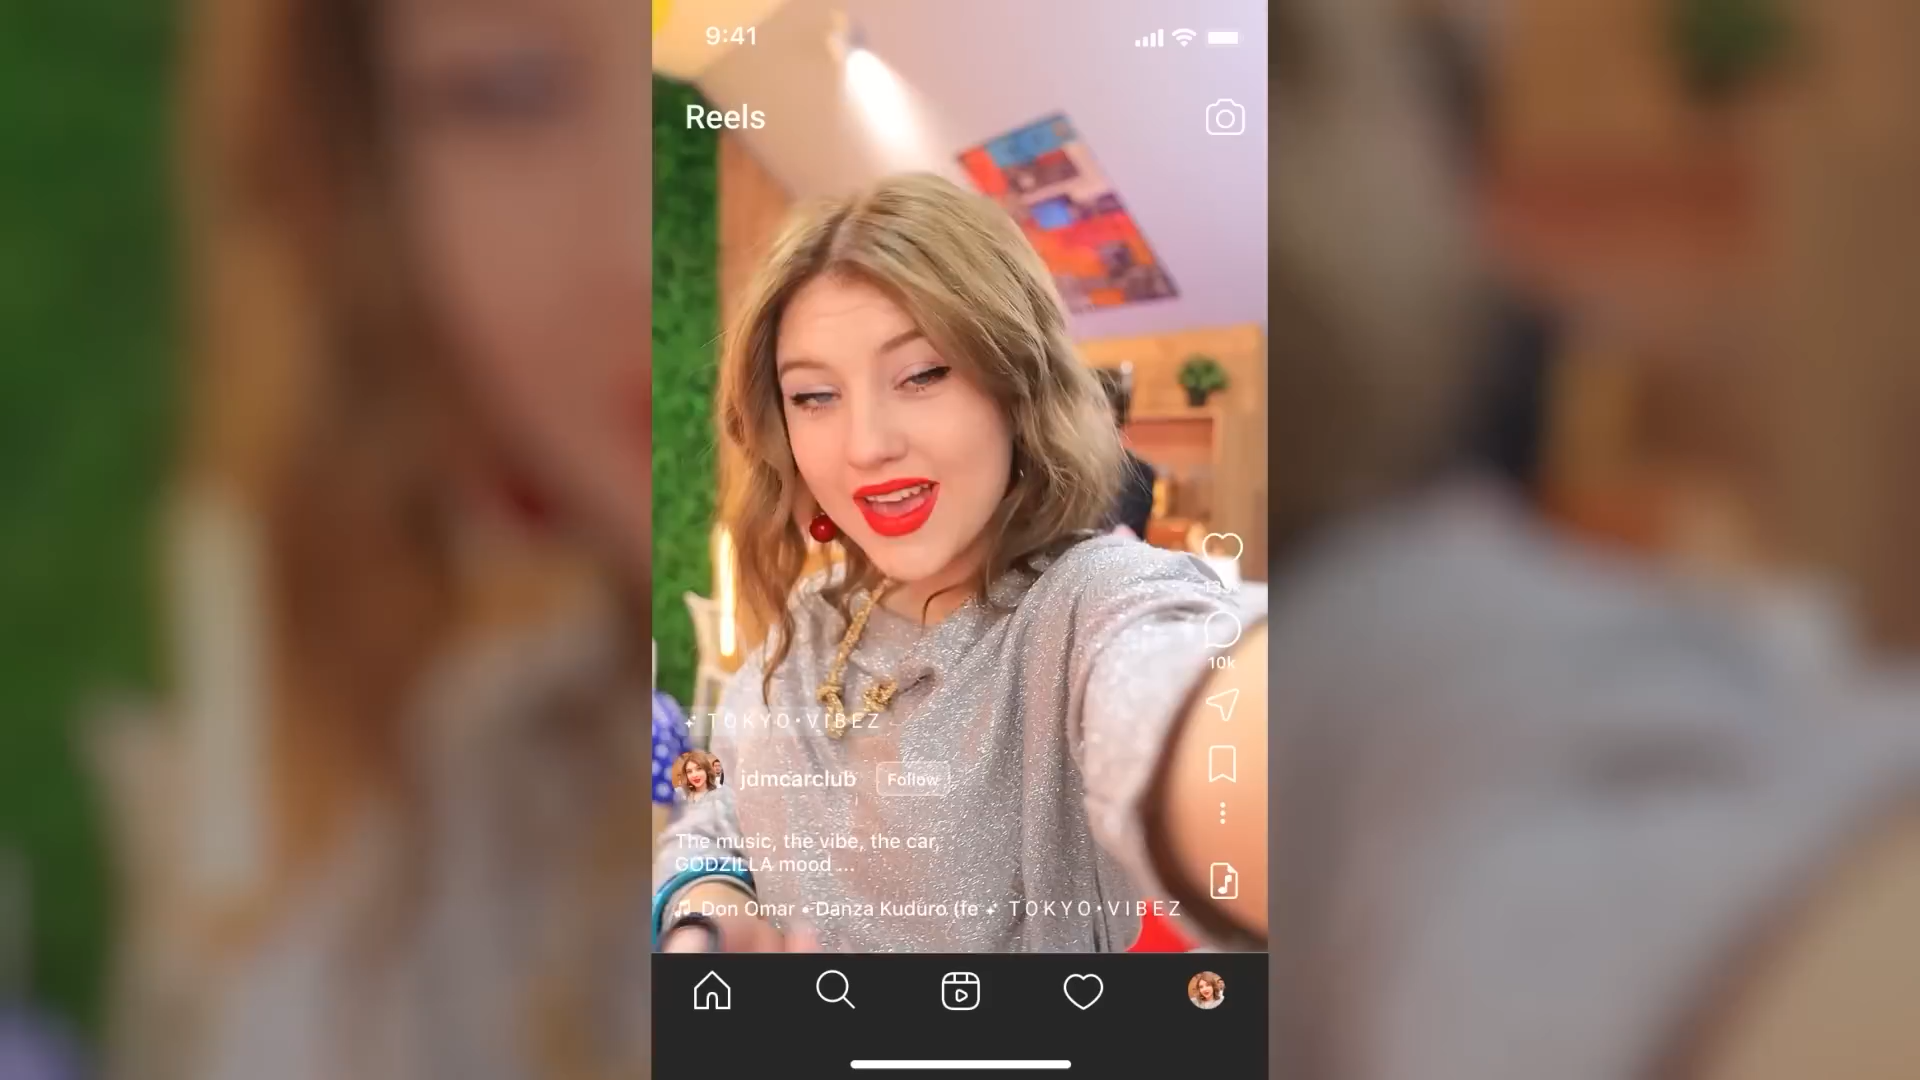 9:41
Reels
10k
TOKYO•VIBEZ
jdmcarclub Follow
The music, the vibe, the car,
GODZILLA mood ...
Don Omar • Danza Kuduro (fe TOKYO•VIBEZ